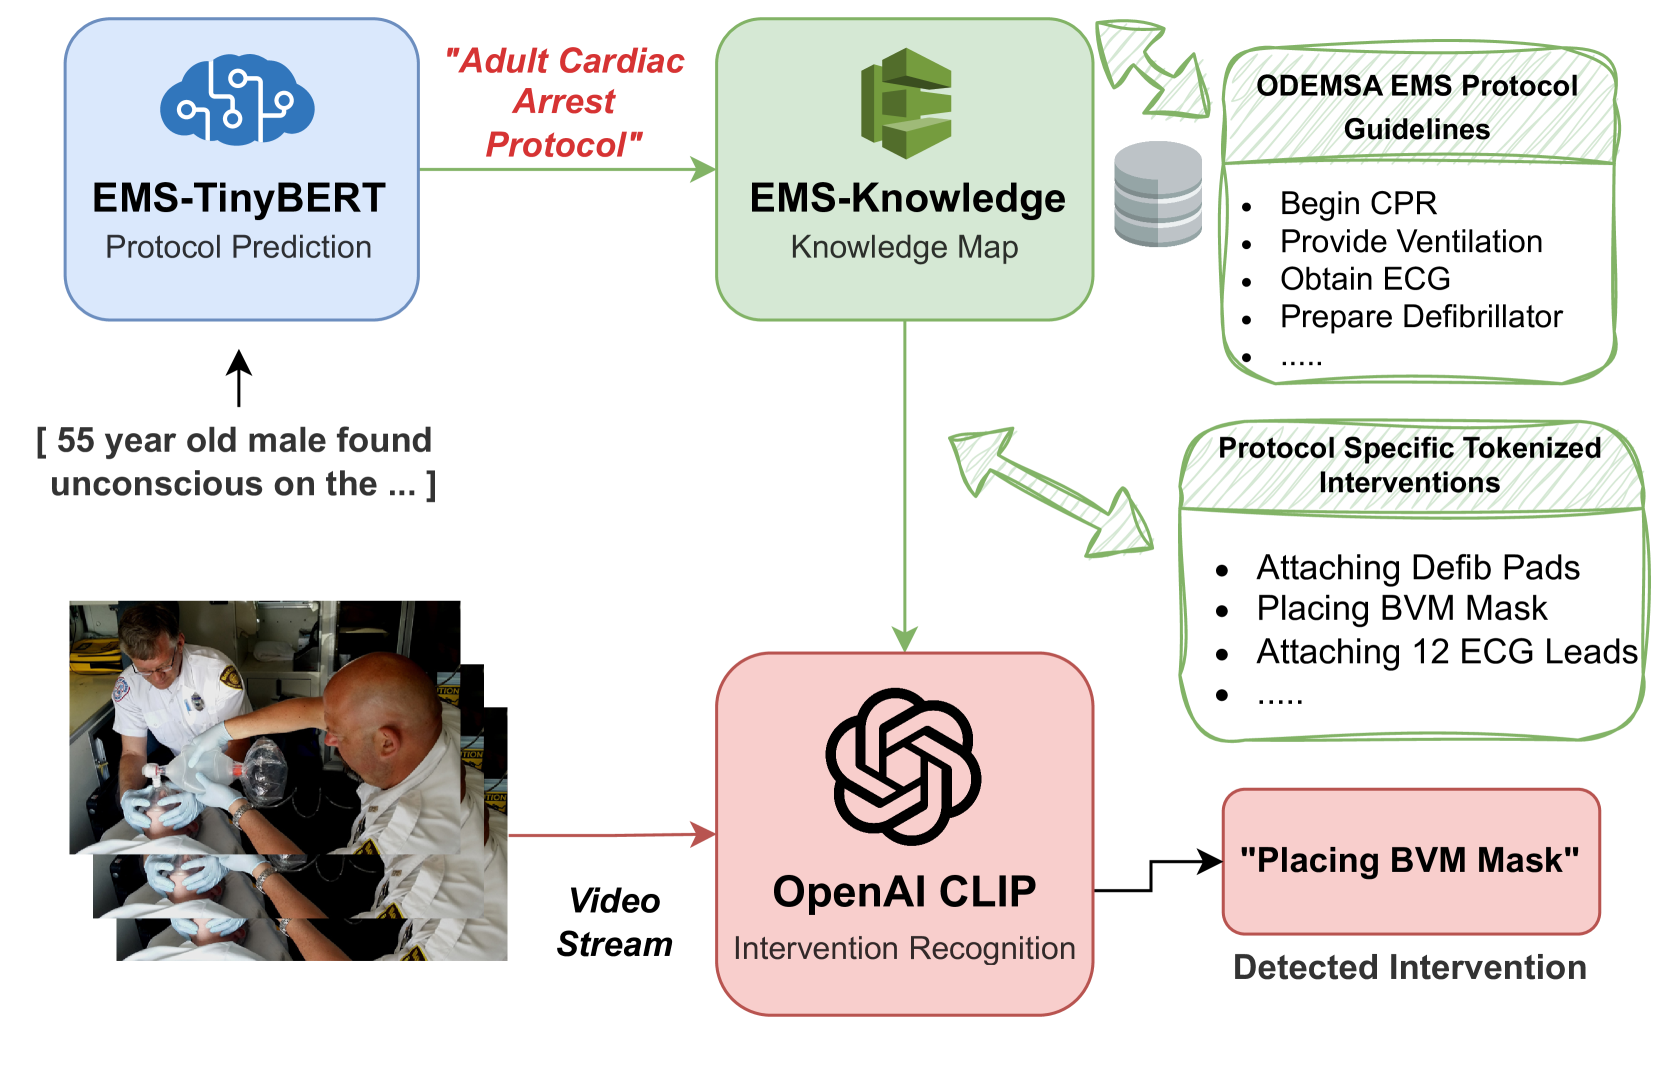 "Adult Cardiac
Arrest
Protocol"
EMS-TinyBERT
Protocol Prediction
EMS-Knowledge
Knowledge Map
ODEMSA EMS Protocol
Guidelines
• Begin CPR
• Provide Ventilation
• Obtain ECG
• Prepare Defibrillator
• .....
[ 55 year old male found
unconscious on the ... ]
Protocol Specific Tokenized
Interventions
• Attaching Defib Pads
• Placing BVM Mask
• Attaching 12 ECG Leads
• .....
Video
Stream
OpenAI CLIP
Intervention Recognition
"Placing BVM Mask"
Detected Intervention